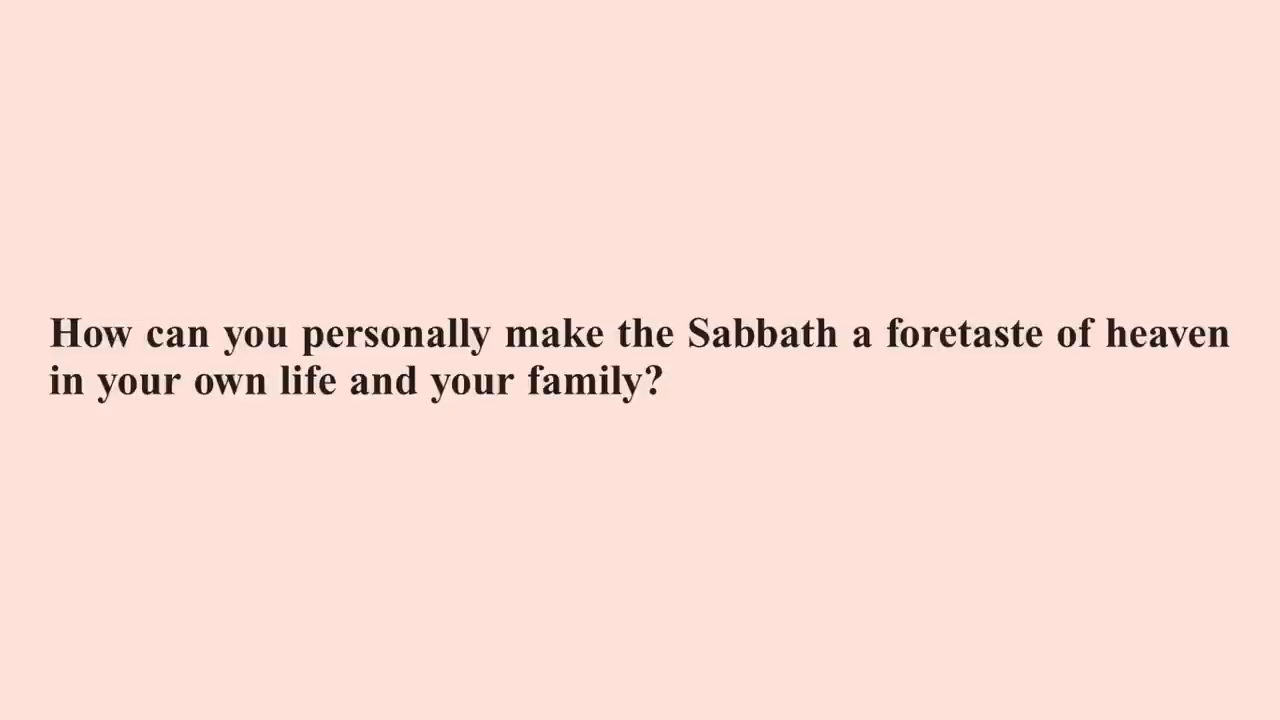 How can you personally make the Sabbath a foretaste of heaven
in your own life and your family?